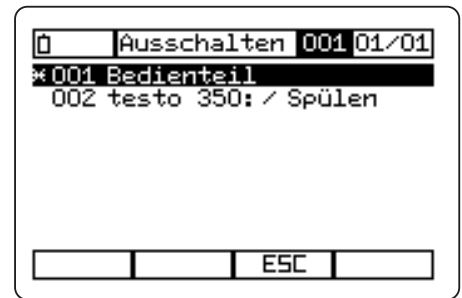 Ausschalten 001 01/01
*001 Bedienteil
002 testo 350: / Spülen
ESC